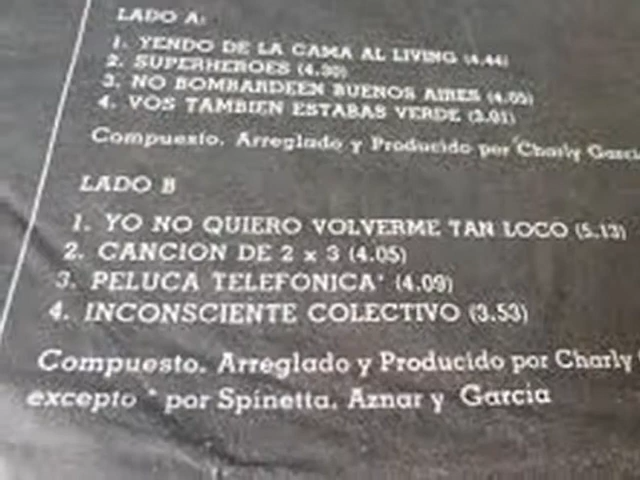 LADO A:
1. YENDO DE LA CAMA AL LIVING (4.44)
2. SUPERHEROES (4.30)
3. NO BOMBARDEEN BUENOS AIRES (4.05)
4. VOS TAMBIEN ESTABAS VERDE (3.01)
Compuesto, Arreglado y Producido por Charly
LADO B
1. YO NO QUIERO VOLVERME TAN LOCO (5.13)
2. CANCION DE 2 x 3 (4.05)
3. PELUCA TELEFONICA* (4.09)
4. INCONSCIENTE COLECTIVO (3.53)
Compuesto, Arreglado y Producido por Charly
excepto * por Spinetta, Aznar y Garcia